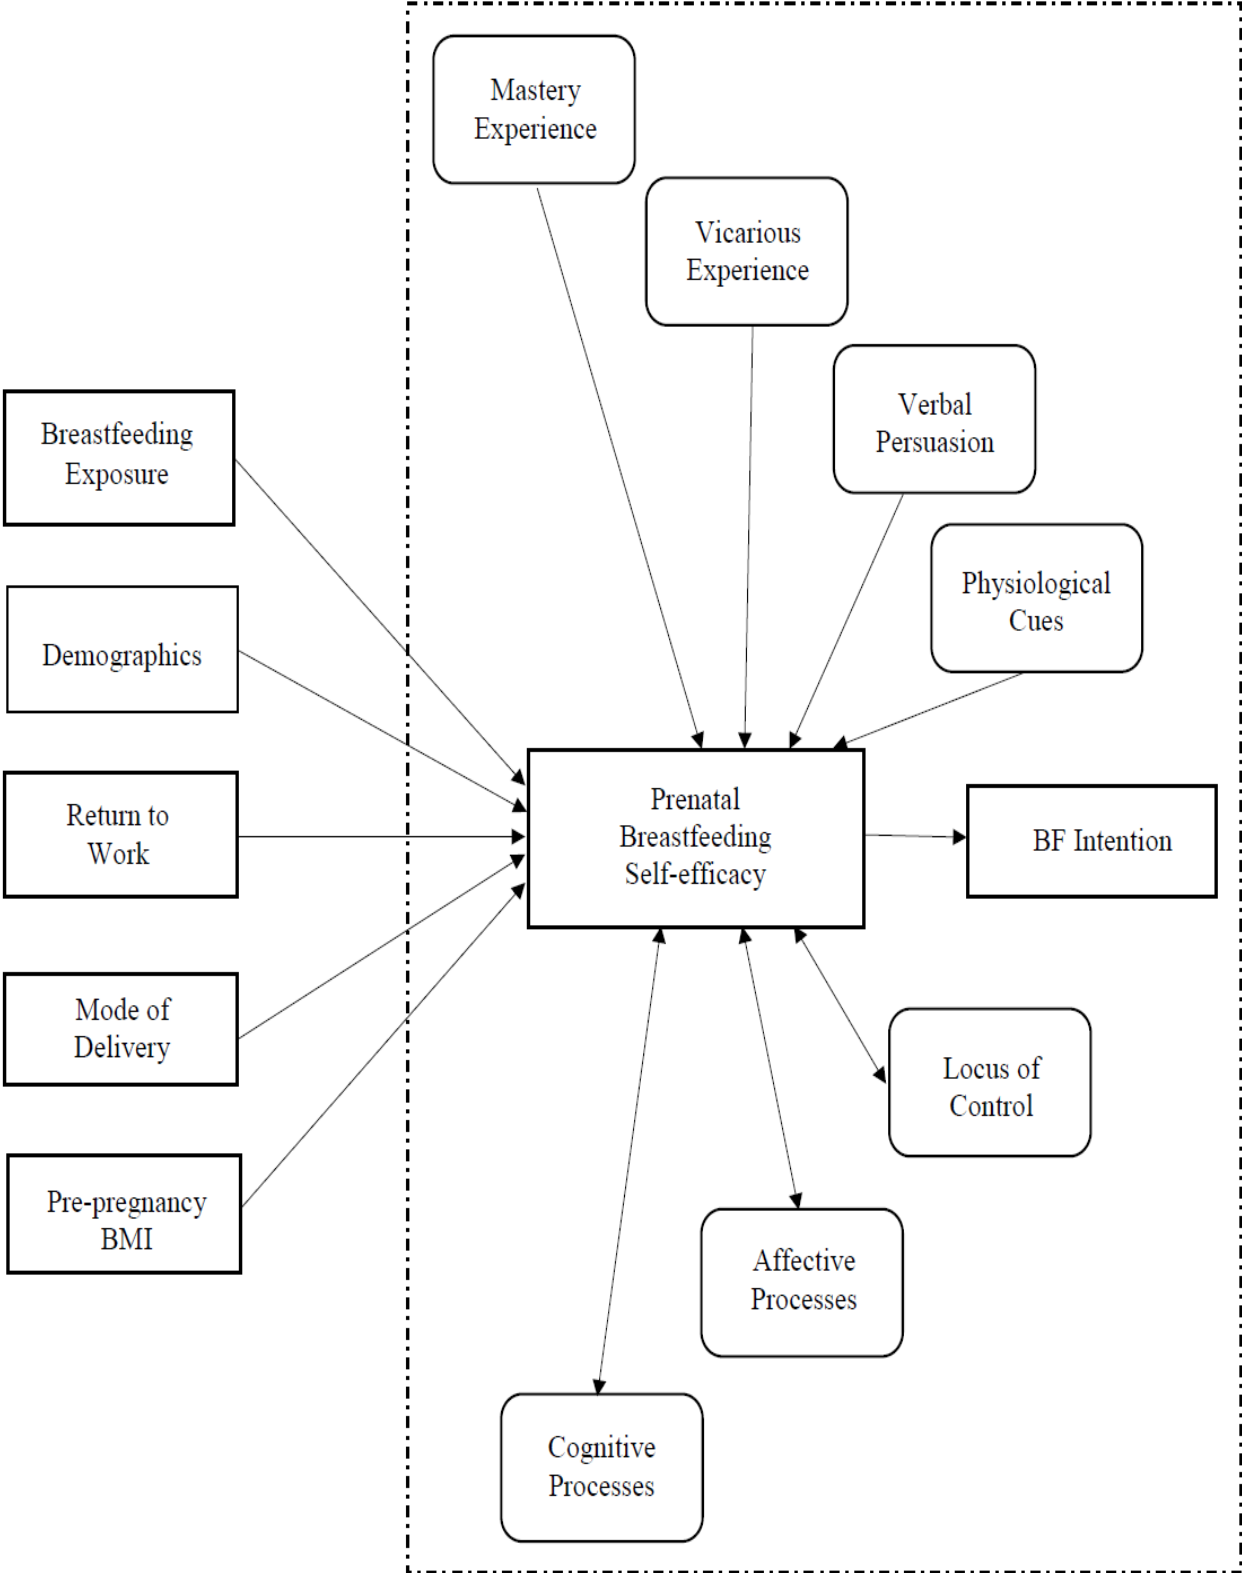 Mastery
Experience
Vicarious
Experience
Verbal
Persuasion
Physiological
Cues
Breastfeeding
Exposure
Demographics
Return to
Work
Mode of
Delivery
Pre-pregnancy
BMI
Prenatal
Breastfeeding
Self-efficacy
BF Intention
Locus of
Control
Affective
Processes
Cognitive
Processes